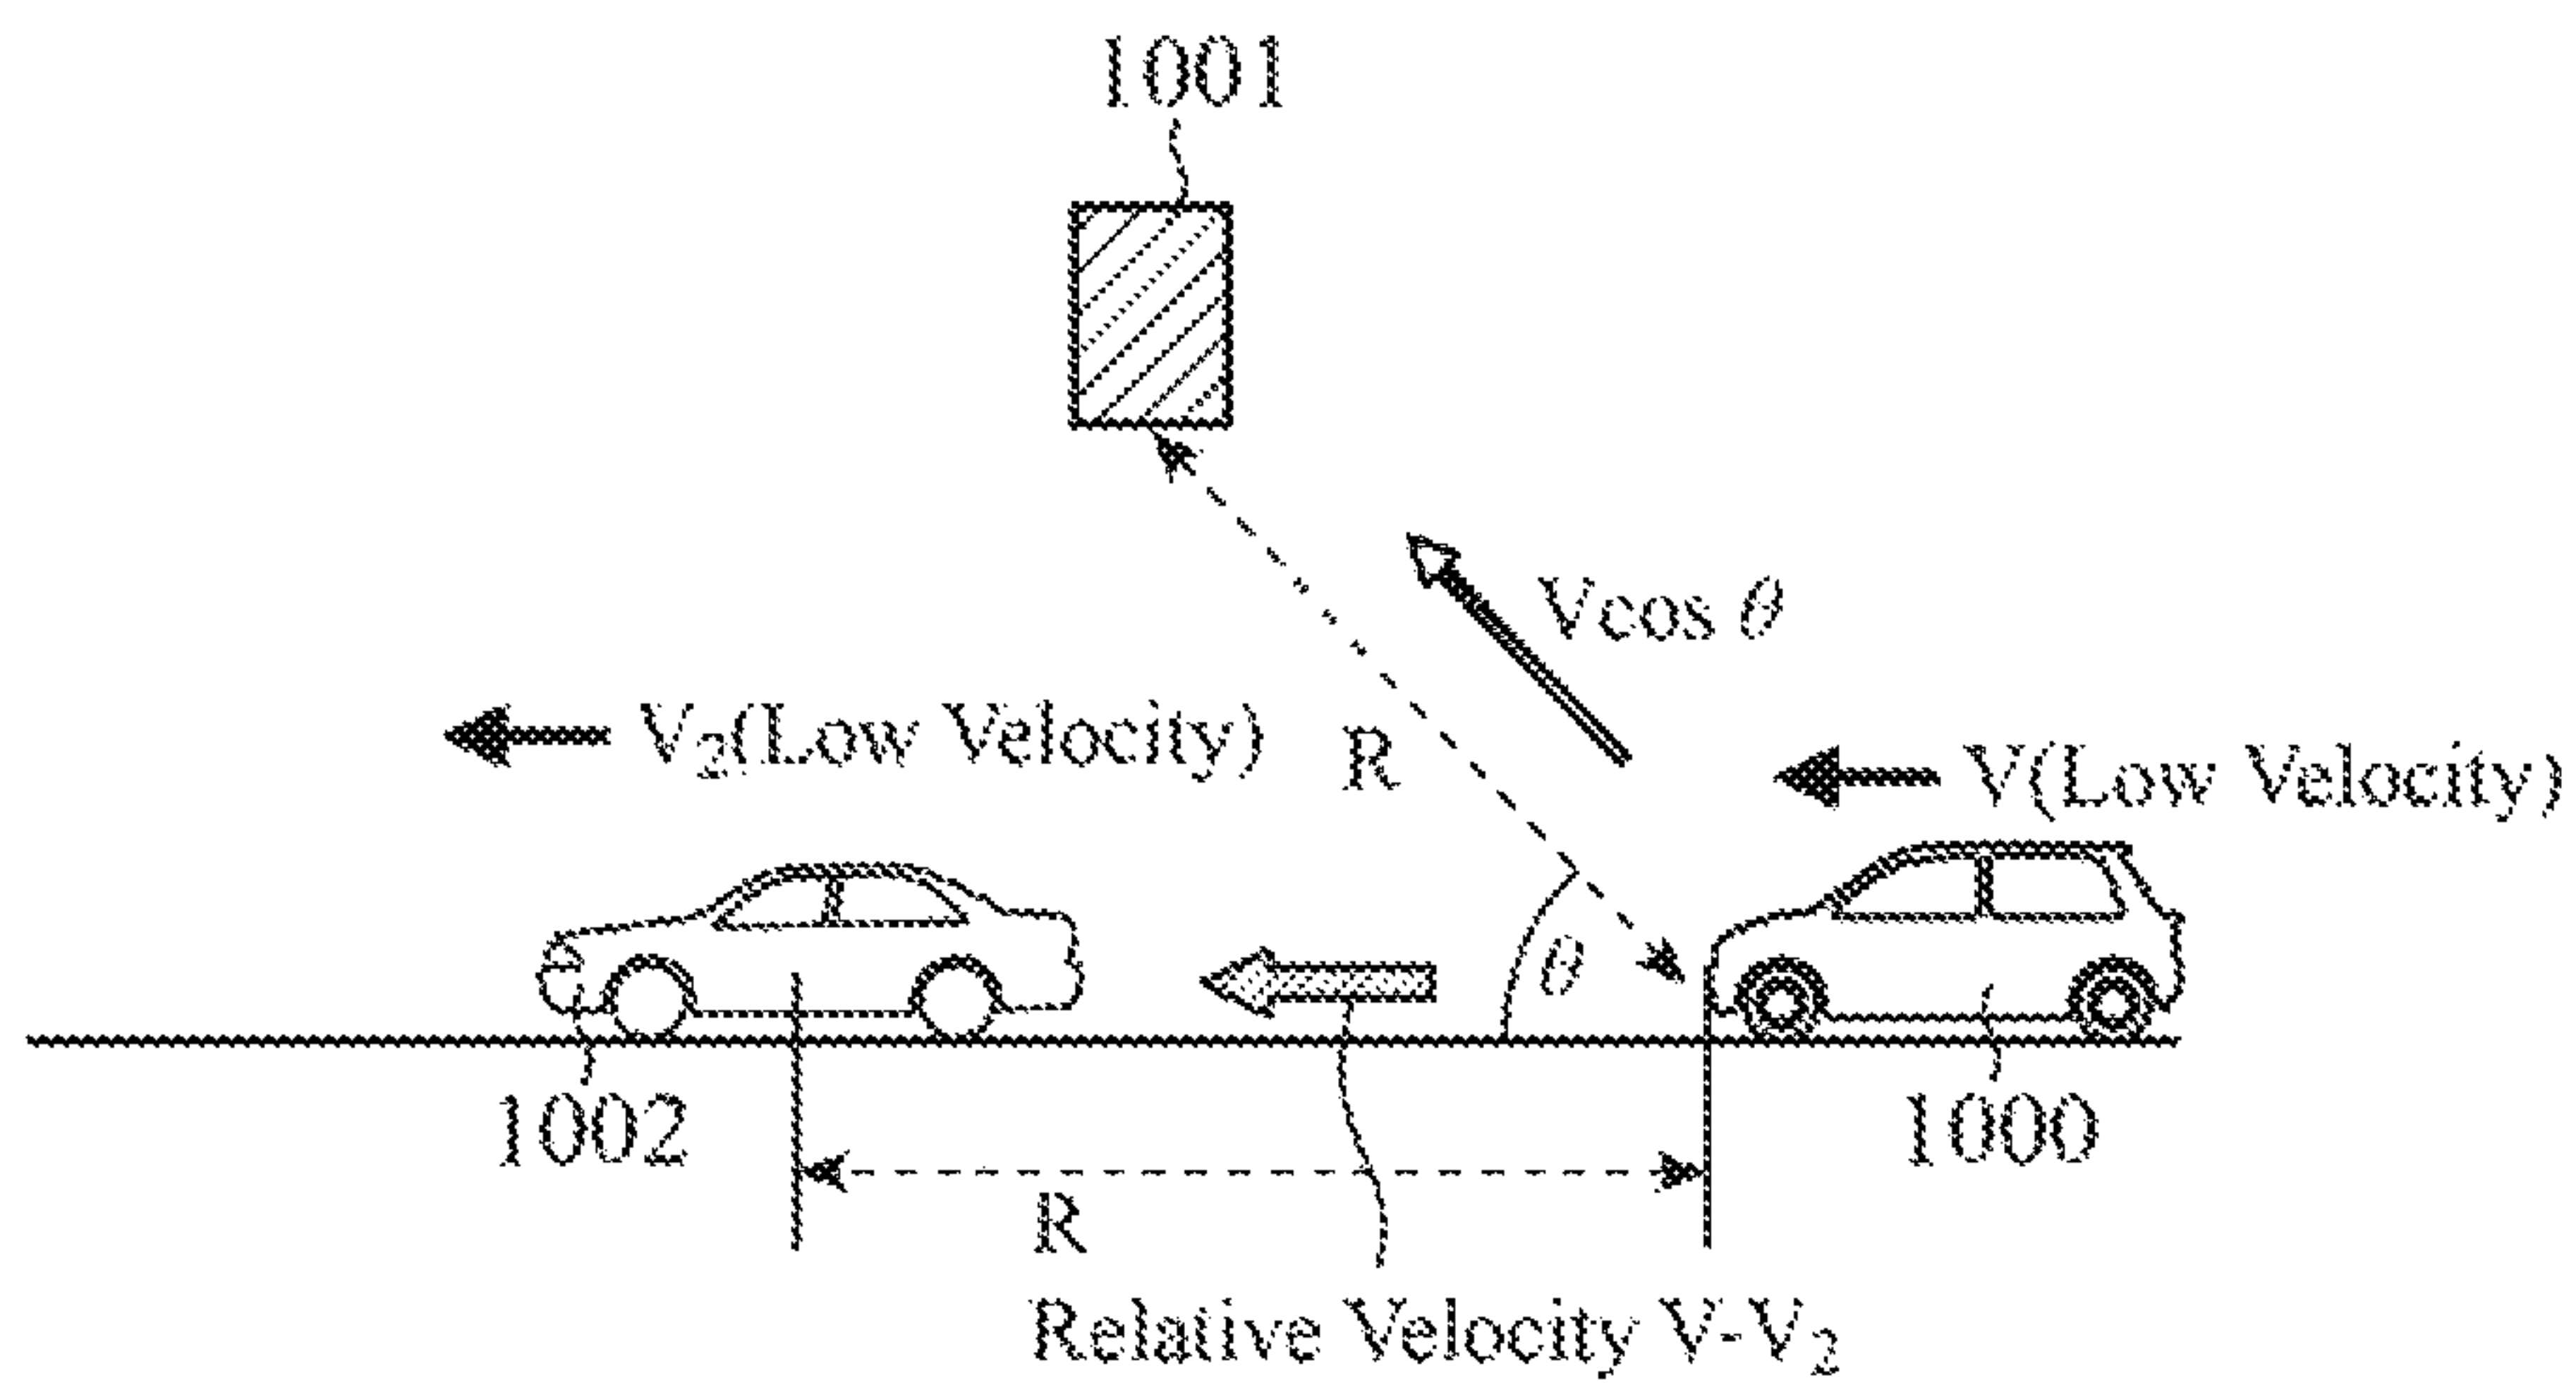 1001
Vcos θ
V₂(Low Velocity)
R
V(Low Velocity)
θ
1002
1000
R
Relative Velocity V-V₂